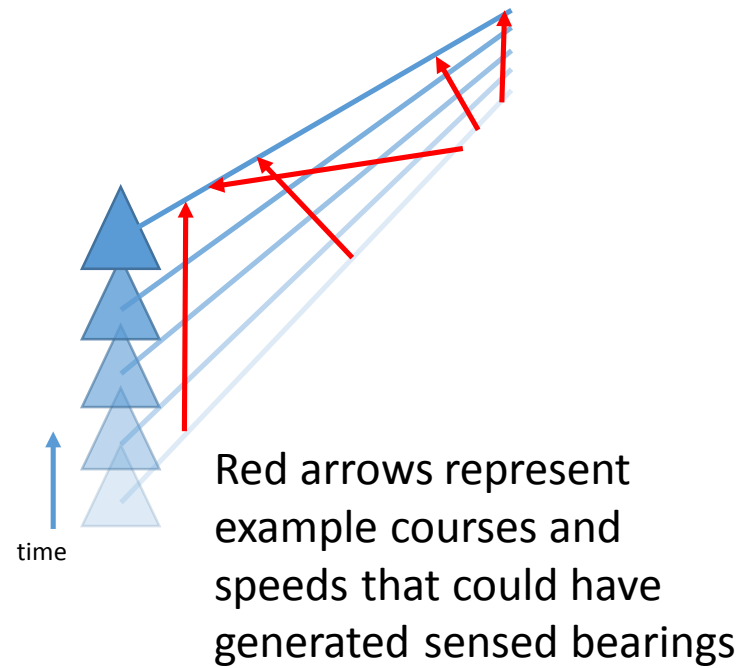 time
Red arrows represent
example courses and
speeds that could have
generated sensed bearings